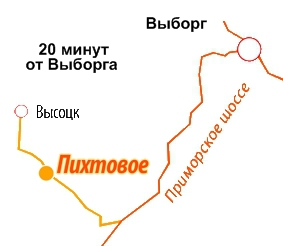 Выборг
20 минут
от Выборга
Высоцк
Пихтовое
Приморское шоссе